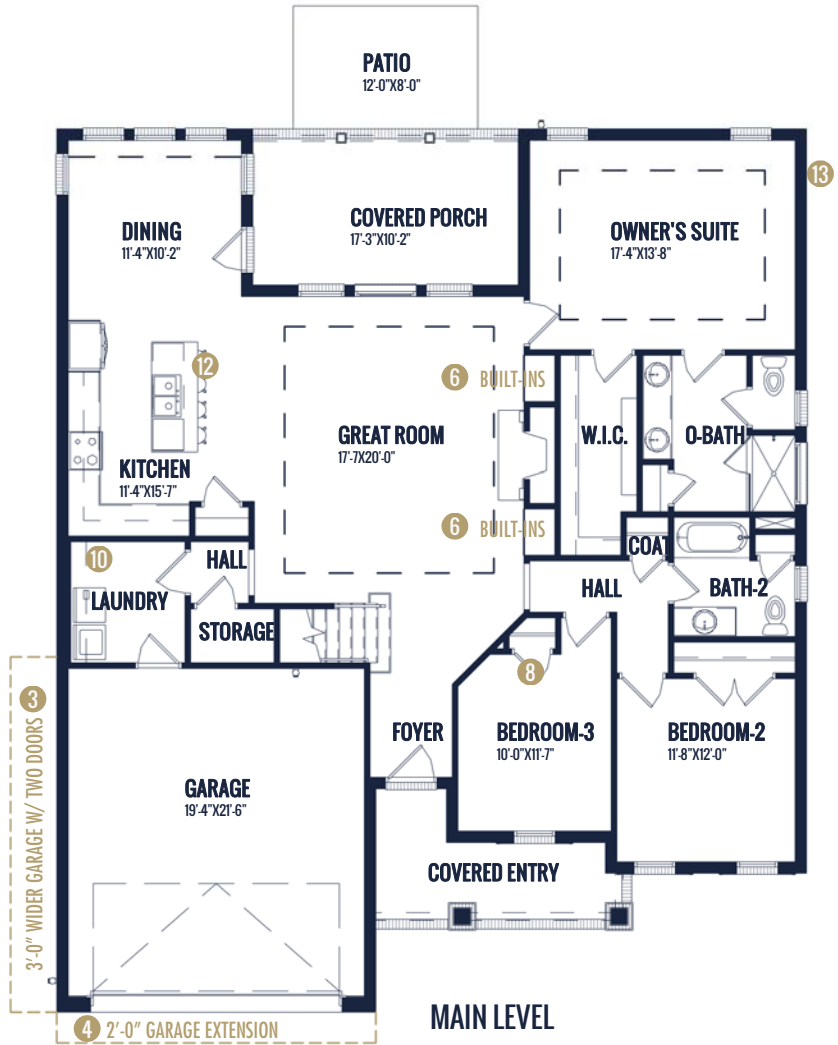 PATIO
12'-0"X8'-0"
13
COVERED PORCH
17'-3"X10'-2"
DINING
11'-4"X10'-2"
OWNER'S SUITE
17'-4"X13'-8"
12
6 BUILT-INS
GREAT ROOM
17'-7X20'-0"
W.I.C.
O-BATH
KITCHEN
11'-4"X15'-7"
6 BUILT-INS
COAT
10
HALL
LAUNDRY
HALL
BATH-2
STORAGE
8
3
3'-0" WIDER GARAGE W/ TWO DOORS
FOYER
BEDROOM-3
10'-0"X11'-7"
BEDROOM-2
11'-8"X12'-0"
GARAGE
19'-4"X21'-6"
COVERED ENTRY
MAIN LEVEL
4 2'-0" GARAGE EXTENSION